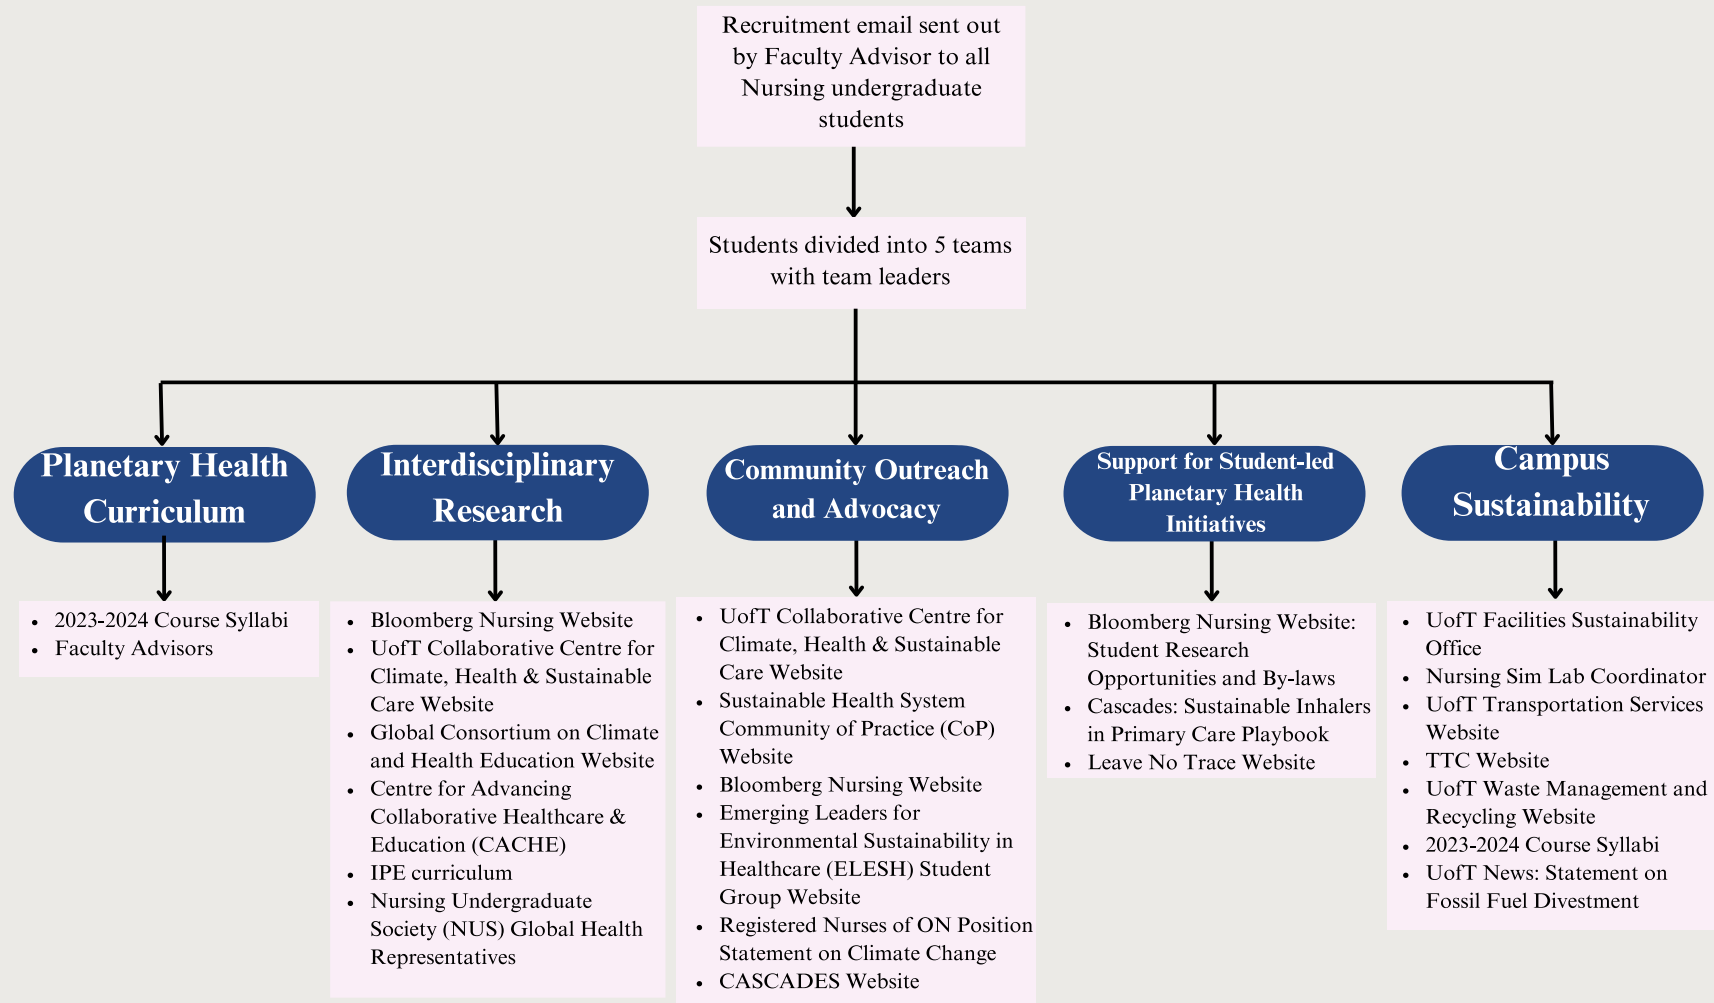 Recruitment email sent out
by Faculty Advisor to all
Nursing undergraduate
students
Students divided into 5 teams
with team leaders
Planetary Health
Curriculum
• 2023-2024 Course Syllabi
• Faculty Advisors
Interdisciplinary
Research
• Bloomberg Nursing Website
• UofT Collaborative Centre for
Climate, Health & Sustainable
Care Website
• Global Consortium on Climate
and Health Education Website
• Centre for Advancing
Collaborative Healthcare &
Education (CACHE)
• IPE curriculum
• Nursing Undergraduate
Society (NUS) Global Health
Representatives
Community Outreach
and Advocacy
• UofT Collaborative Centre for
Climate, Health & Sustainable
Care Website
• Sustainable Health System
Community of Practice (CoP)
Website
• Bloomberg Nursing Website
• Emerging Leaders for
Environmental Sustainability in
Healthcare (ELESH) Student
Group Website
• Registered Nurses of ON Position
Statement on Climate Change
• CASCADES Website
Support for Student-led
Planetary Health
Initiatives
• Bloomberg Nursing Website:
Student Research
Opportunities and By-laws
• Cascades: Sustainable Inhalers
in Primary Care Playbook
• Leave No Trace Website
Campus
Sustainability
• UofT Facilities Sustainability
Office
• Nursing Sim Lab Coordinator
• UofT Transportation Services
Website
• TTC Website
• UofT Waste Management and
Recycling Website
• 2023-2024 Course Syllabi
• UofT News: Statement on
Fossil Fuel Divestment